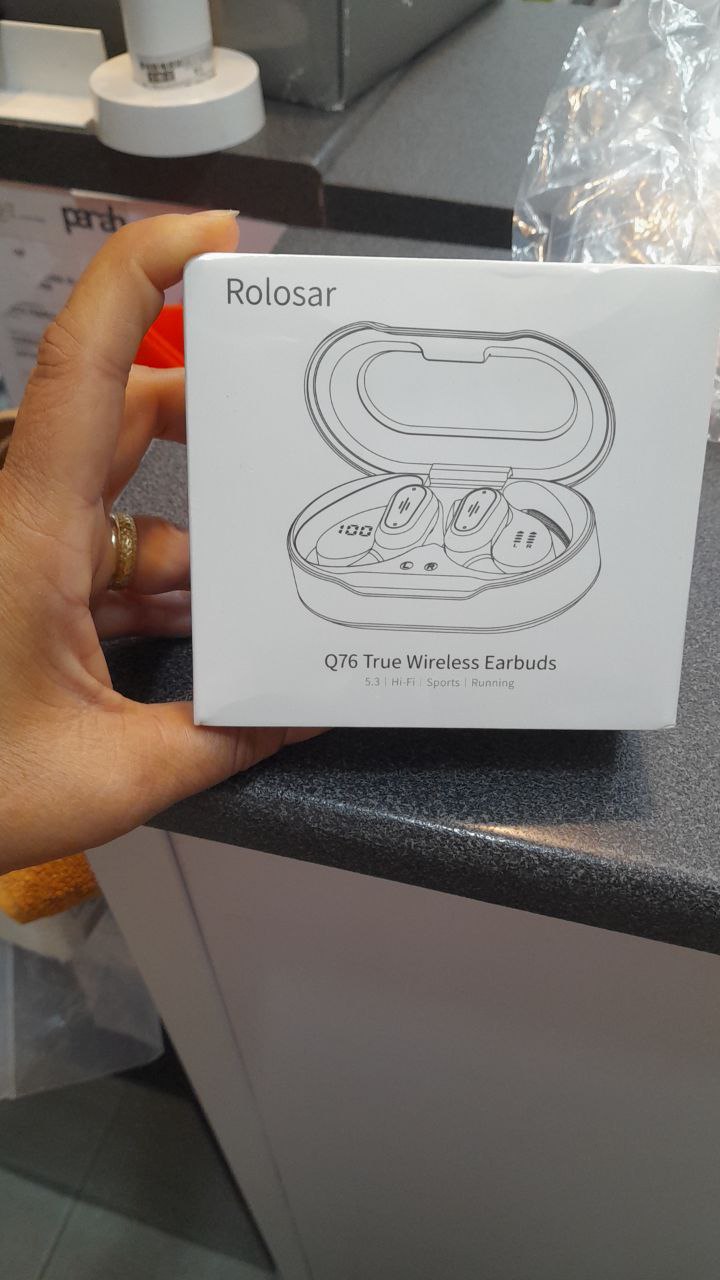 Rolosar
100
L R
L R
Q76 True Wireless Earbuds
5.3 | Hi-Fi | Sports | Running